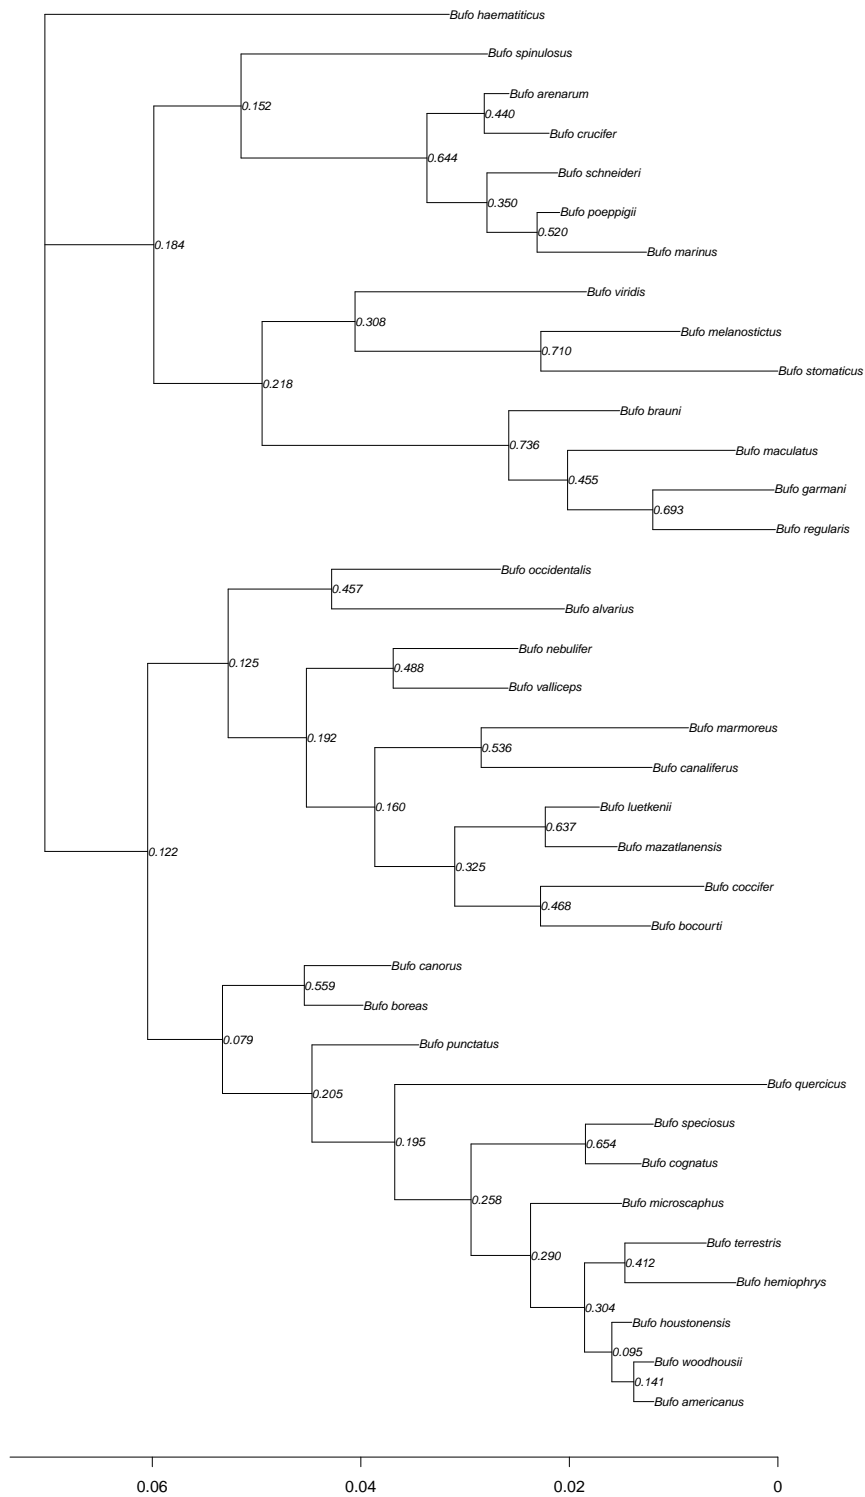 Bufo haematiticus
Bufo spinulosus
Bufo arenarum
0.152
0.440
Bufo crucifer
0.644
Bufo schneideri
0.350
Bufo poeppigii
0.520
0.184
Bufo marinus
Bufo viridis
0.308
Bufo melanostictus
0.710
Bufo stomaticus
0.218
Bufo brauni
0.736
Bufo maculatus
0.455
Bufo garmani
0.693
Bufo regularis
Bufo occidentalis
0.457
Bufo alvarius
Bufo nebulifer
0.125
0.488
Bufo valliceps
Bufo marmoreus
0.192
0.536
Bufo canaliferus
0.160
Bufo luetkenii
0.637
Bufo mazatlanensis
0.122
0.325
Bufo coccifer
0.468
Bufo bocourti
Bufo canorus
0.559
Bufo boreas
0.079
Bufo punctatus
Bufo quercicus
0.205
Bufo speciosus
0.195
0.654
Bufo cognatus
0.258
Bufo microscaphus
Bufo terrestris
0.290
0.412
Bufo hemiophrys
0.304
Bufo houstonensis
0.095
Bufo woodhousii
0.141
Bufo americanus
0.06 0.04 0.02 0